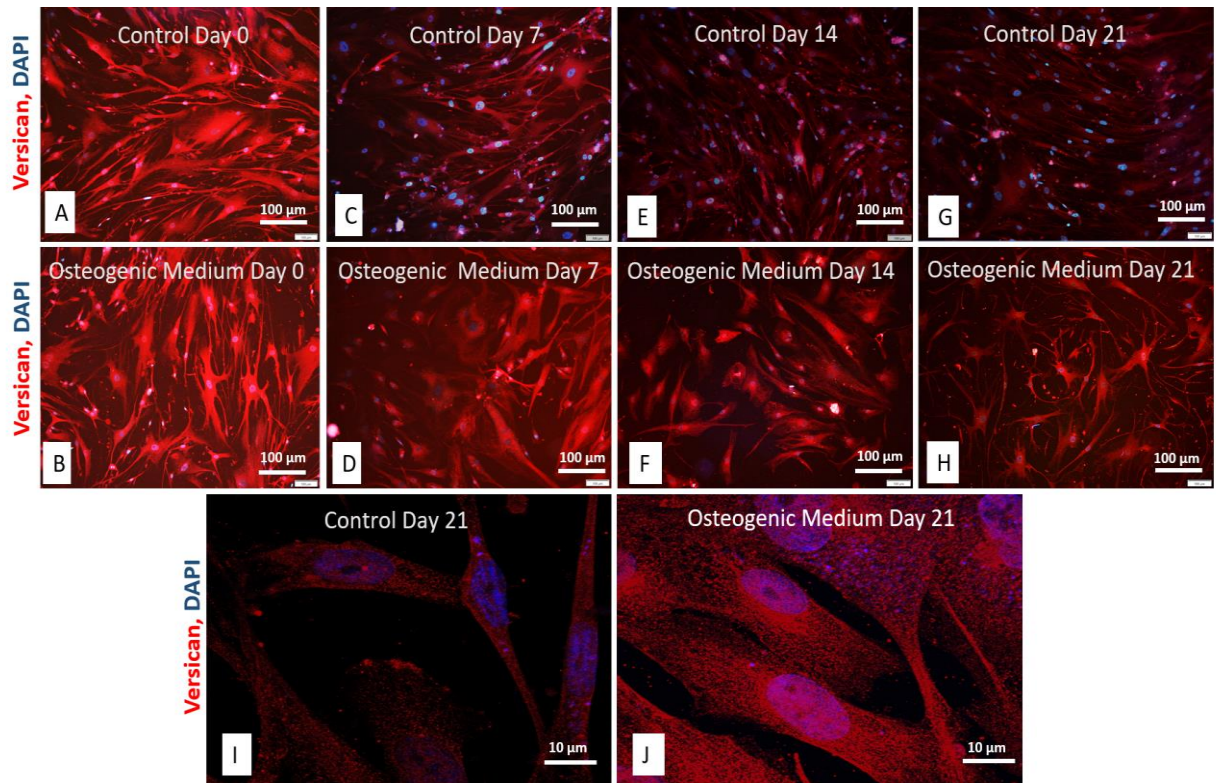 Versican, DAPI
Control Day 0
A
100 µm
Control Day 7
C
100 µm
Control Day 14
E
100 µm
Control Day 21
G
100 µm
Versican, DAPI
Osteogenic Medium Day 0
B
100 µm
Osteogenic Medium Day 7
D
100 µm
Osteogenic Medium Day 14
F
100 µm
Osteogenic Medium Day 21
H
100 µm
Versican, DAPI
Control Day 21
I
10 µm
Osteogenic Medium Day 21
J
10 µm